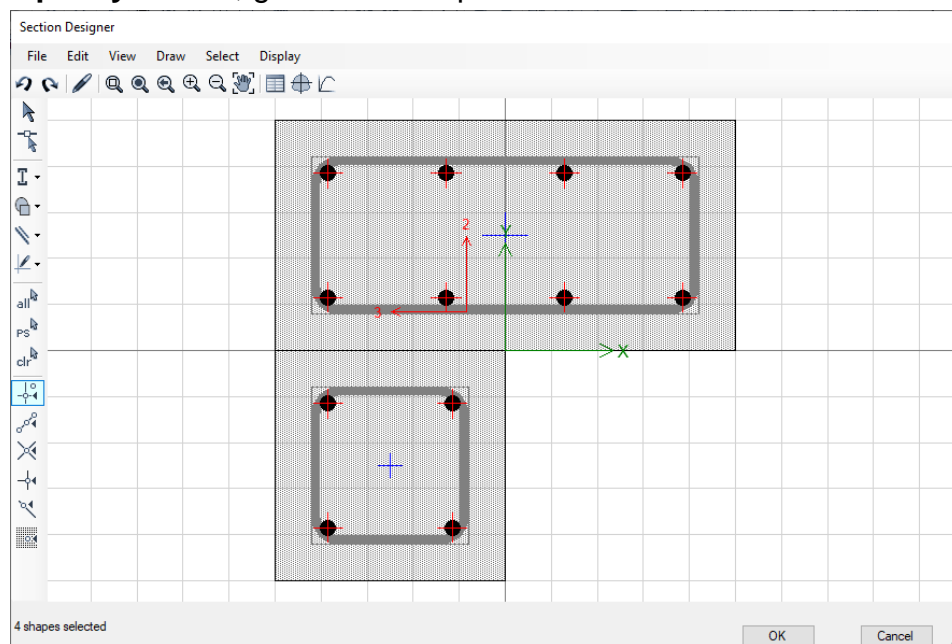 Section Designer
File Edit View Draw Select Display
all
PS
clr
2
3
Y
X
4 shapes selected
OK Cancel